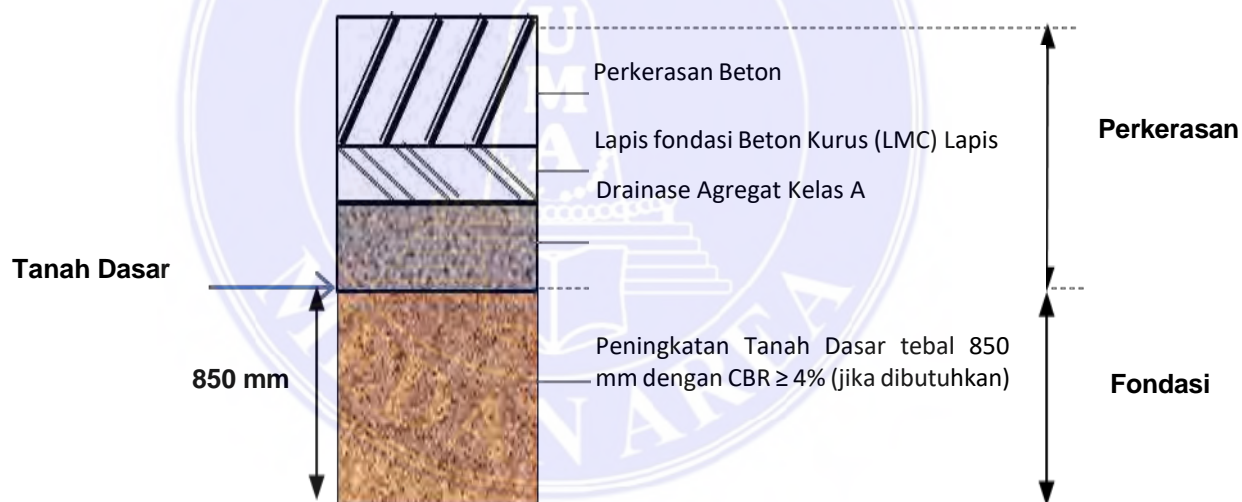 Perkerasan Beton
Lapis fondasi Beton Kurus (LMC) Lapis
Drainase Agregat Kelas A
Perkerasan
Tanah Dasar
850 mm
Peningkatan Tanah Dasar tebal 850
mm dengan CBR ≥ 4% (jika dibutuhkan)
Fondasi
UMA